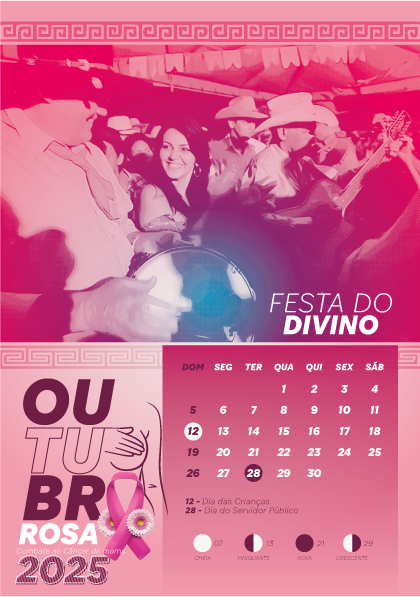 FESTA DO
DIVINO
OU
TU
BR
ROSA
Combate ao Câncer de mama
2025
DOM SEG TER QUA QUI SEX SÁB
1 2 3 4
5 6 7 8 9 10 11
12 13 14 15 16 17 18
19 20 21 22 23 24 25
26 27 28 29 30
12 - Dia das Crianças
28 - Dia do Servidor Público
07 13 21 29
CHEIA MINGUANTE NOVA CRESCENTE